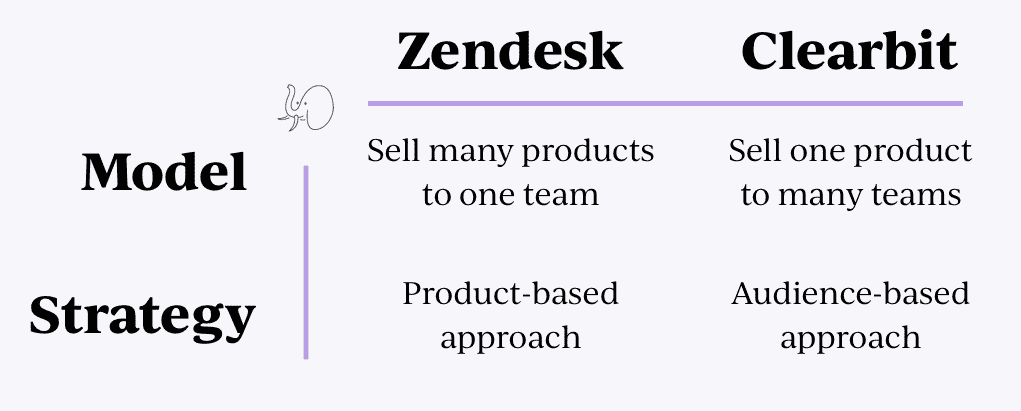 Zendesk Clearbit
Model
Sell many products
to one team
Sell one product
to many teams
Strategy
Product-based
approach
Audience-based
approach